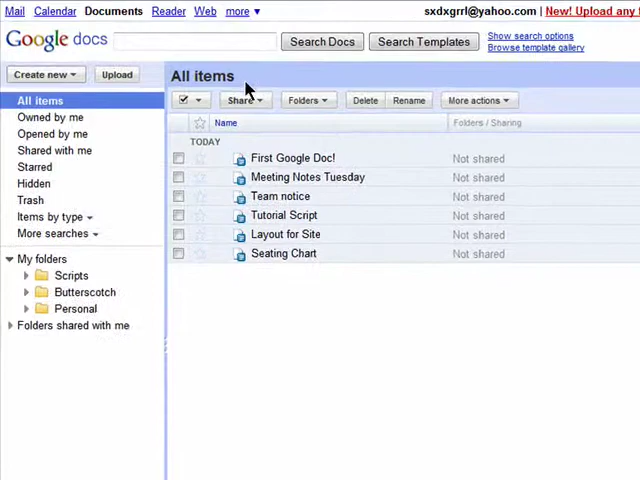 Mail Calendar Documents Reader Web more ▼ sxdxgrrl@yahoo.com | New! Upload any
Google docs Search Docs Search Templates Show search options
Browse template gallery
Create new Upload All items
All items Share Folders Delete Rename More actions
Owned by me Name Folders / Sharing
Opened by me TODAY
Shared with me First Google Doc! Not shared
Starred Meeting Notes Tuesday Not shared
Hidden Team notice Not shared
Trash Tutorial Script Not shared
Items by type Layout for Site Not shared
More searches Seating Chart Not shared
My folders
Scripts
Butterscotch
Personal
Folders shared with me